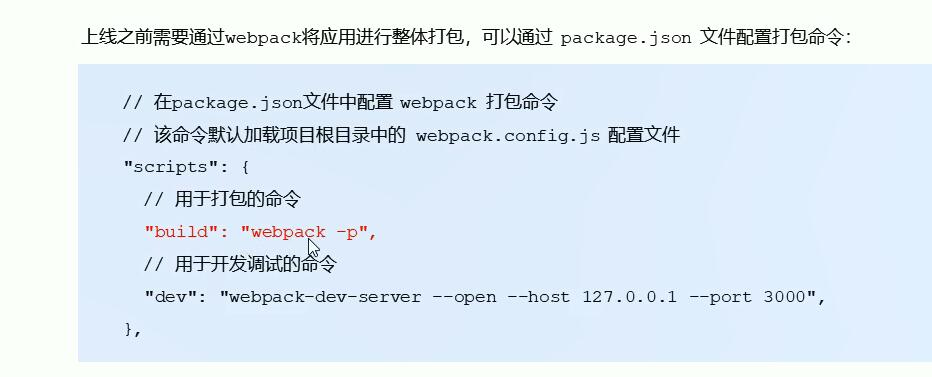 上线之前需要通过webpack将应用进行整体打包，可以通过 package.json 文件配置打包命令：
// 在package.json文件中配置 webpack 打包命令
// 该命令默认加载项目根目录中的 webpack.config.js 配置文件
"scripts": {
// 用于打包的命令
"build": "webpack -p",
// 用于开发调试的命令
"dev": "webpack-dev-server --open --host 127.0.0.1 --port 3000",
},